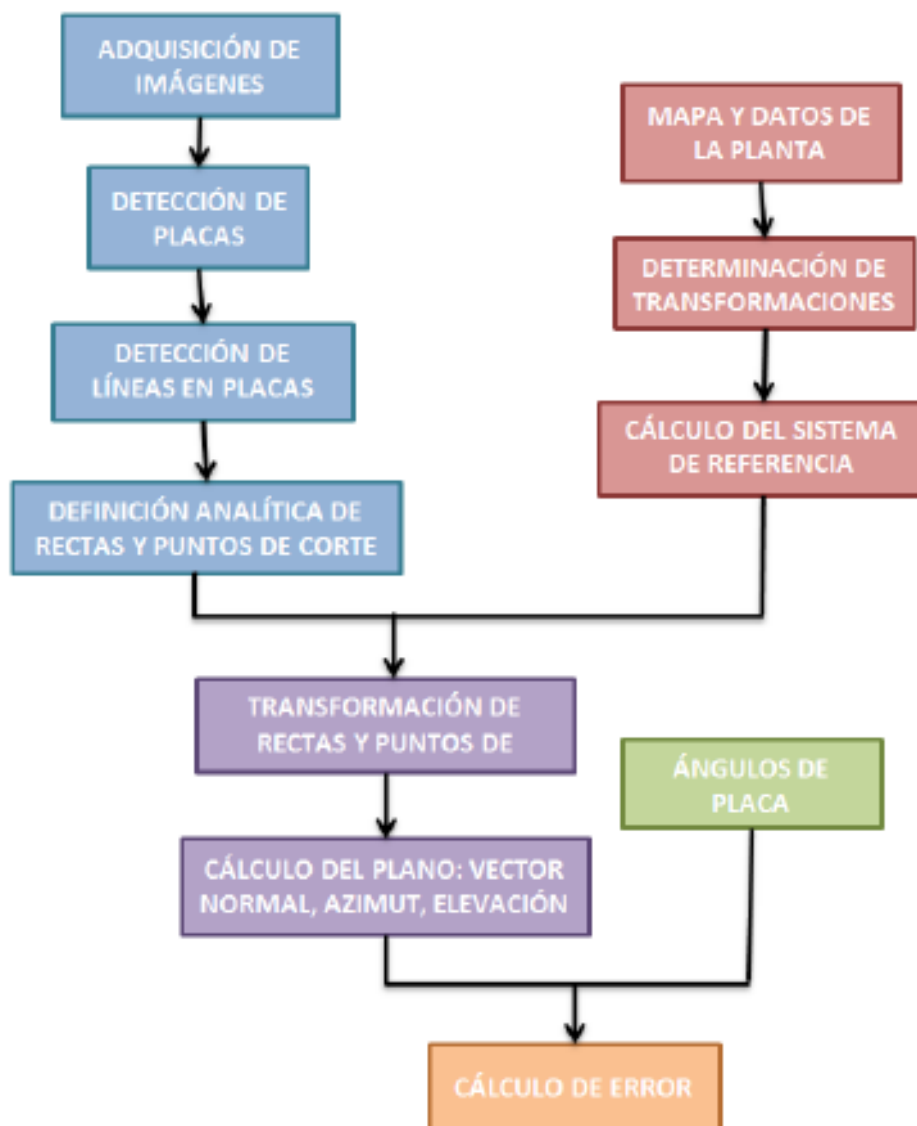 ADQUISICIÓN DE
IMÁGENES
DETECCIÓN DE
PLACAS
DETECCIÓN DE
LÍNEAS EN PLACAS
DEFINICIÓN ANALÍTICA DE
RECTAS Y PUNTOS DE CORTE
MAPA Y DATOS DE
LA PLANTA
DETERMINACIÓN DE
TRANSFORMACIONES
CÁLCULO DEL SISTEMA
DE REFERENCIA
TRANSFORMACIÓN DE
RECTAS Y PUNTOS DE
CÁLCULO DEL PLANO: VECTOR
NORMAL, AZIMUT, ELEVACIÓN
ÁNGULOS DE
PLACA
CÁLCULO DE ERROR